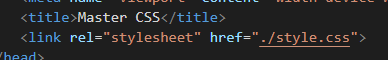 <title>Master CSS</title>
<link rel="stylesheet" href="./style.css">
/head>